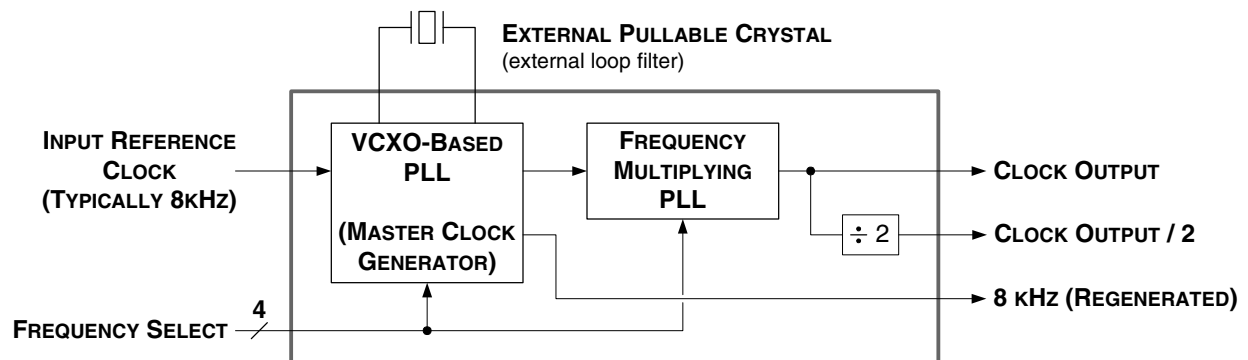 EXTERNAL PULLABLE CRYSTAL
(external loop filter)
INPUT REFERENCE
CLOCK
(TYPICALLY 8KHZ)
VCXO-BASED
PLL
(MASTER CLOCK
GENERATOR)
FREQUENCY
MULTIPLYING
PLL
CLOCK OUTPUT
÷ 2
CLOCK OUTPUT / 2
8 KHZ (REGENERATED)
4
FREQUENCY SELECT